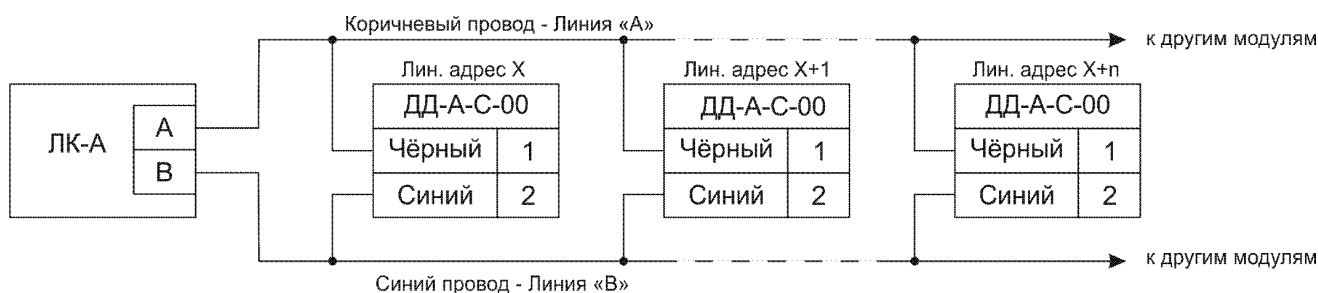 Коричневый провод - Линия «А»
к другим модулям
Лин. адрес X
Лин. адрес X+1
Лин. адрес X+n
ЛК-А
А
В
ДД-А-С-00
Чёрный 1
Синий 2
ДД-А-С-00
Чёрный 1
Синий 2
ДД-А-С-00
Чёрный 1
Синий 2
к другим модулям
Синий провод - Линия «В»